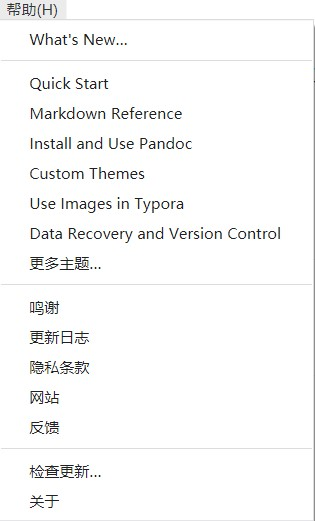 帮助(H)
What's New...
Quick Start
Markdown Reference
Install and Use Pandoc
Custom Themes
Use Images in Typora
Data Recovery and Version Control
更多主题...
鸣谢
更新日志
隐私条款
网站
反馈
检查更新...
关于